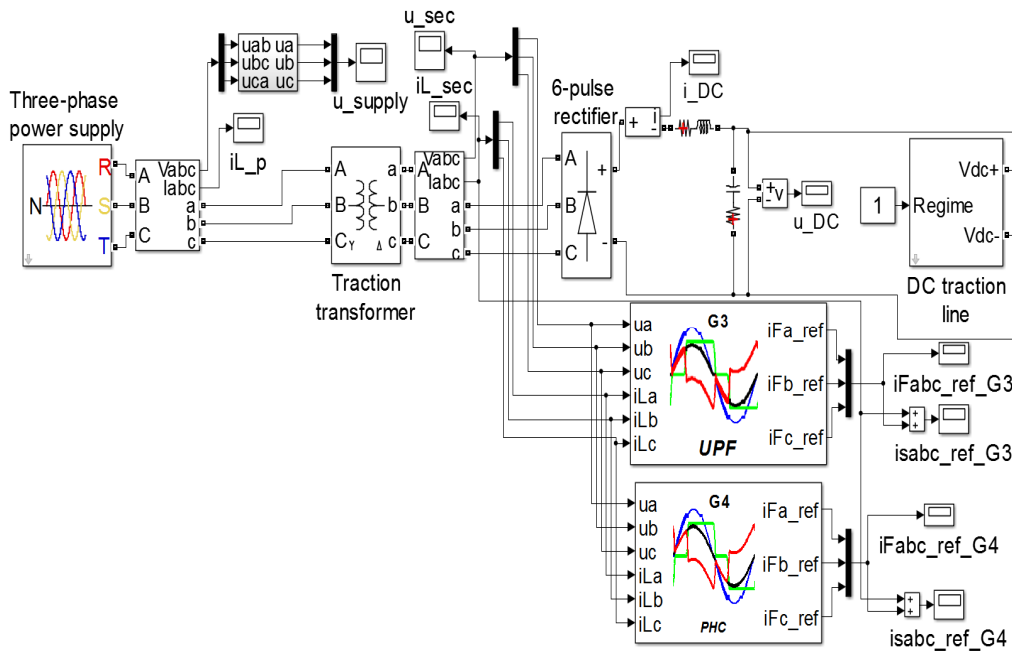 u_sec
uab ua
ubc ub
uca uc
u_supply
iL_sec
6-pulse
rectifier
i_DC
Three-phase
power supply
iL_p
R
S
T
N
A
B
C
Vabc
Iabc
a
b
c
A
B
C
Y
Δ
a
b
c
Traction
transformer
A
B
C
Vabc
Iabc
a
b
c
A
B
C
+
-
+
i
-
+
-
v
u_DC
1
Regime
Vdc+
Vdc-
DC traction
line
ua
ub
uc
iLa
iLb
iLc
G3
UPF
iFa_ref
iFb_ref
iFc_ref
iFabc_ref_G3
+
+
isabc_ref_G3
ua
ub
uc
iLa
iLb
iLc
G4
PHC
iFa_ref
iFb_ref
iFc_ref
iFabc_ref_G4
+
+
isabc_ref_G4